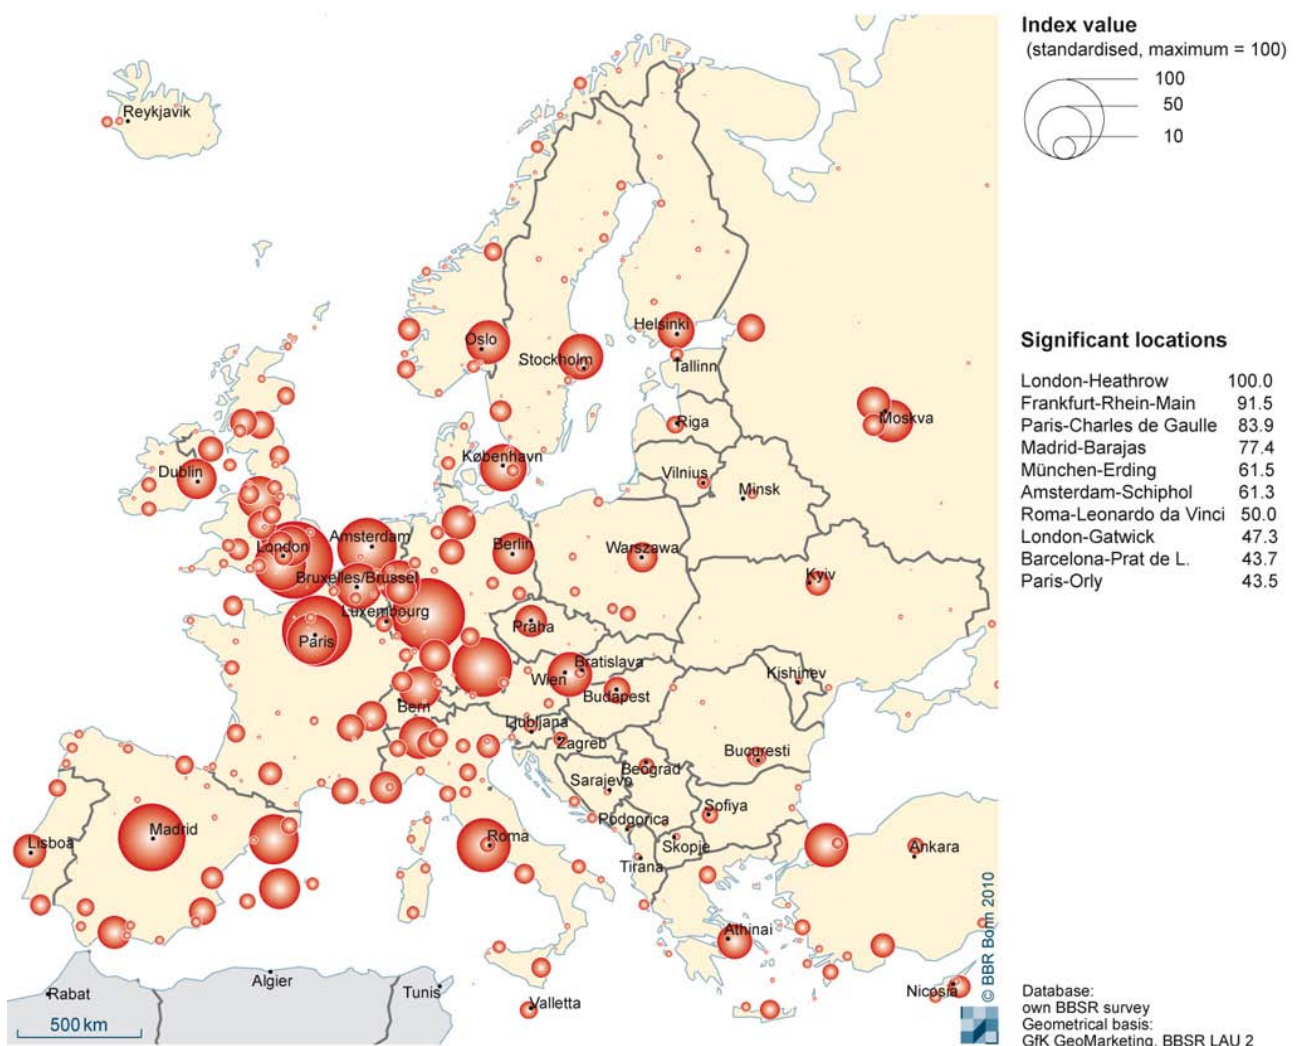 Index value
(standardised, maximum = 100)
100
50
10
Reykjavik
Oslo
Helsinki
Stockholm
Tallinn
Moskva
Riga
København
Dublin
Vilnius
Minsk
Amsterdam
London
Berlin
Warszawa
Bruxelles/Brussel
Kyiv
Luxembourg
Praha
Paris
Bratislava
Wien
Kishinev
Budapest
Bern
Ljubljana
Zagreb
Bucuresti
Beograd
Sarajevo
Sofiya
Podgorica
Madrid
Roma
Skopje
Lisboa
Ankara
Tirana
Athinai
Algier
Rabat
Tunis
Nicosia
Valletta
500 km
© BBR Bonn 2010
Significant locations
London-Heathrow 100.0
Frankfurt-Rhein-Main 91.5
Paris-Charles de Gaulle 83.9
Madrid-Barajas 77.4
München-Erding 61.5
Amsterdam-Schiphol 61.3
Roma-Leonardo da Vinci 50.0
London-Gatwick 47.3
Barcelona-Prat de L. 43.7
Paris-Orly 43.5
Database:
own BBSR survey
Geometrical basis:
GfK GeoMarketing, BBSR LAU 2